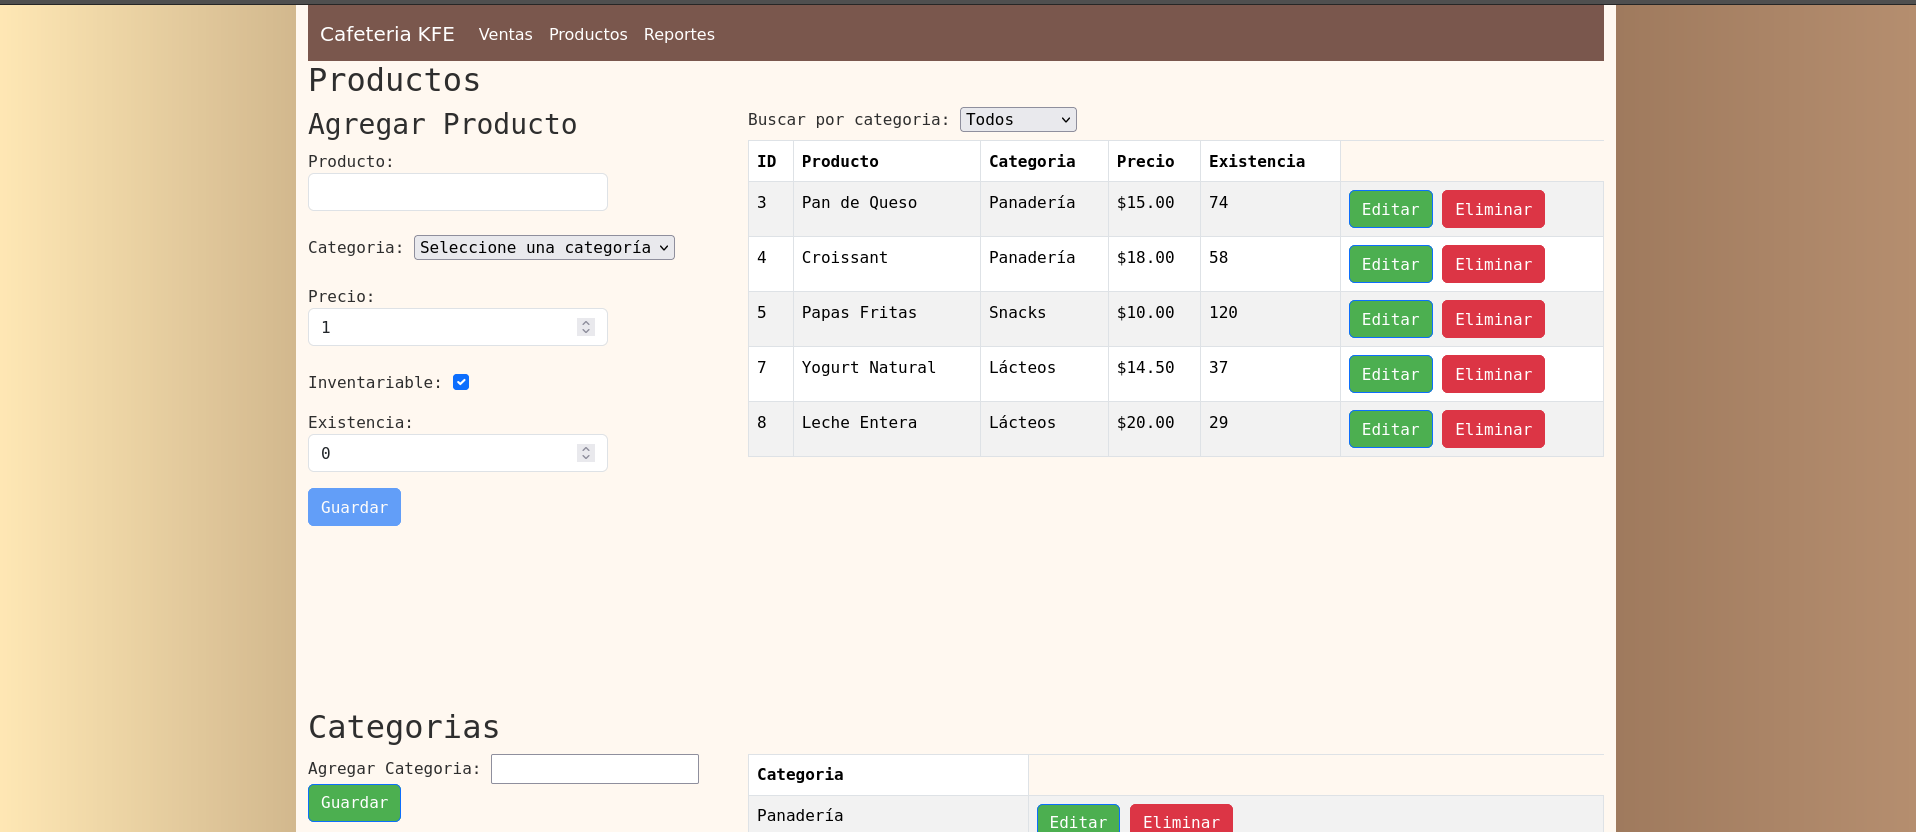 Cafeteria KFE Ventas Productos Reportes
Productos
Agregar Producto
Producto:
Categoria: Seleccione una categoría
Precio:
1
Inventariable:
Existencia:
0
Guardar
Buscar por categoria: Todos
ID Producto Categoria Precio Existencia
3 Pan de Queso Panadería $15.00 74 Editar Eliminar
4 Croissant Panadería $18.00 58 Editar Eliminar
5 Papas Fritas Snacks $10.00 120 Editar Eliminar
7 Yogurt Natural Lácteos $14.50 37 Editar Eliminar
8 Leche Entera Lácteos $20.00 29 Editar Eliminar
Categorias
Agregar Categoria:
Guardar
Categoria
Panadería Editar Eliminar